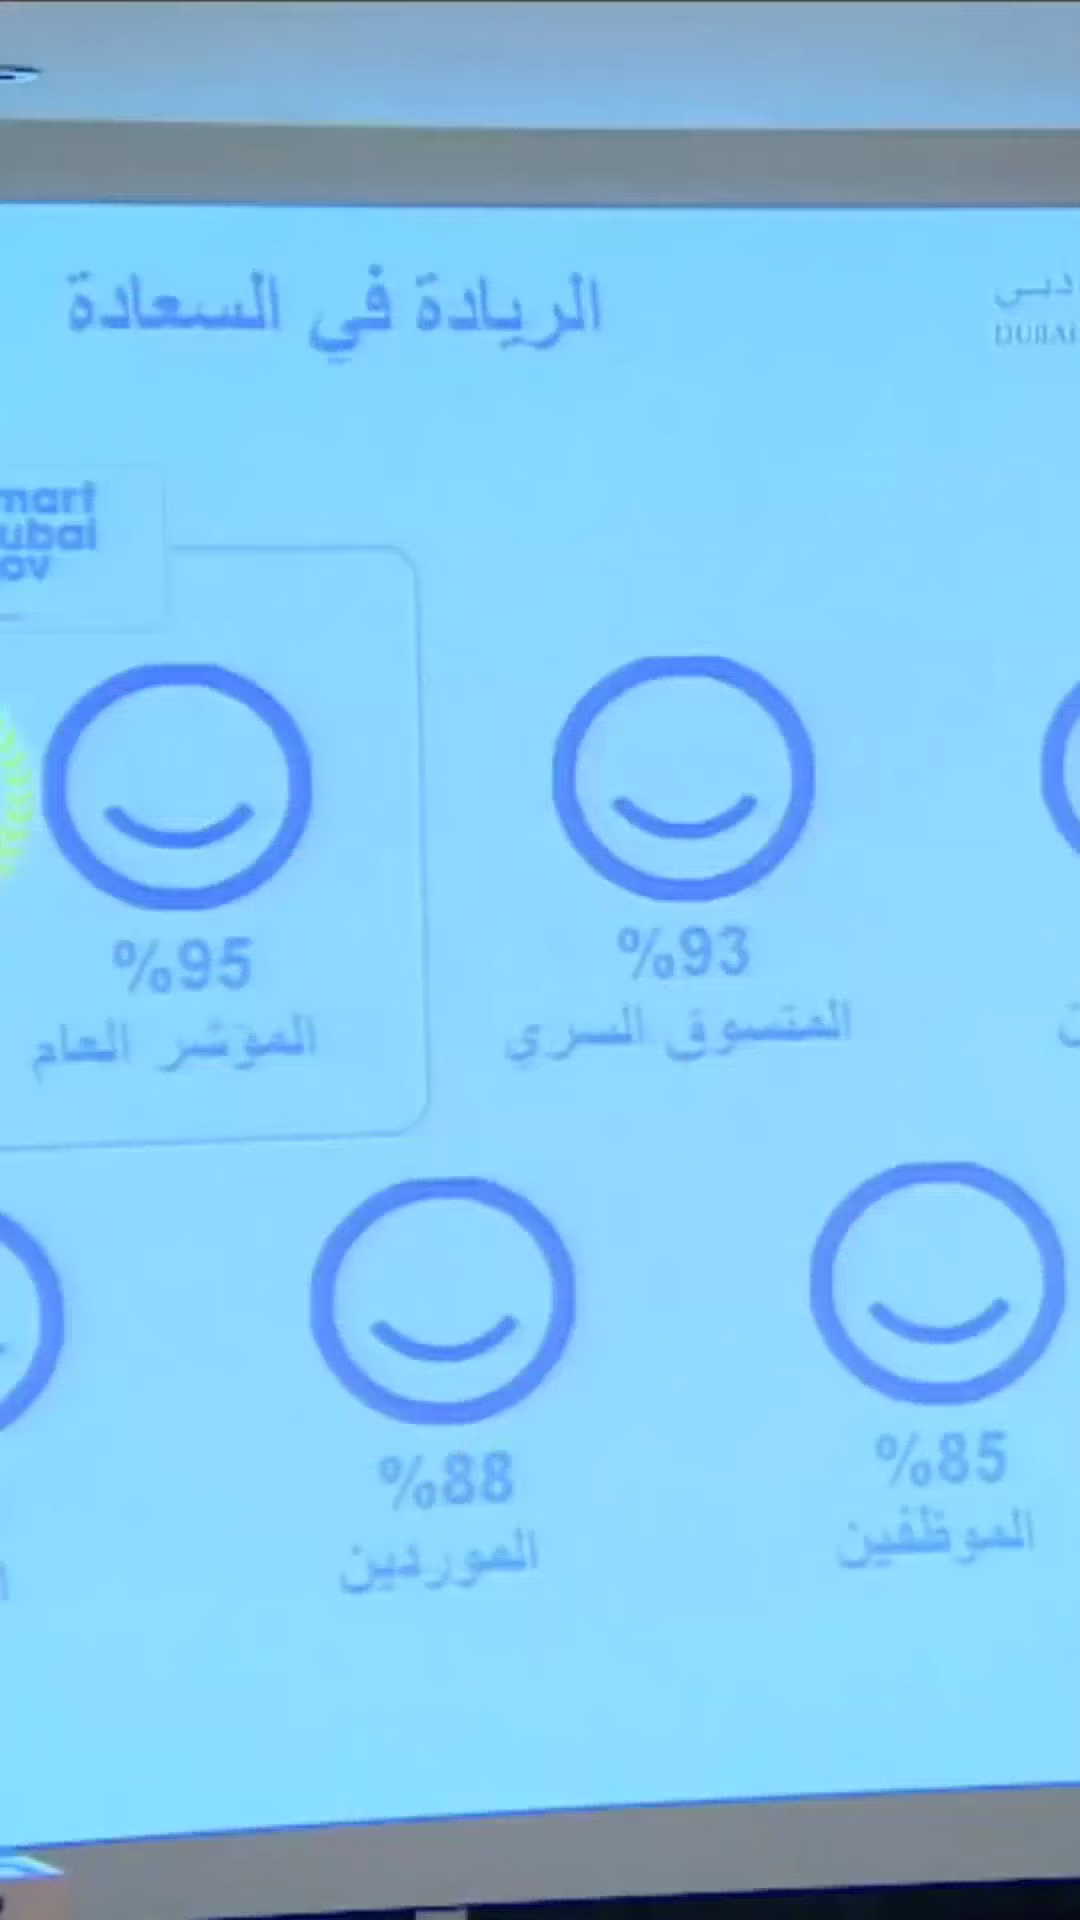 الريادة في السعادة
دبي
DUBAI
mart
ubai
ov
%93
المتسوق السري
%95
المؤشر العام
%85
الموظفين
%88
الموردين